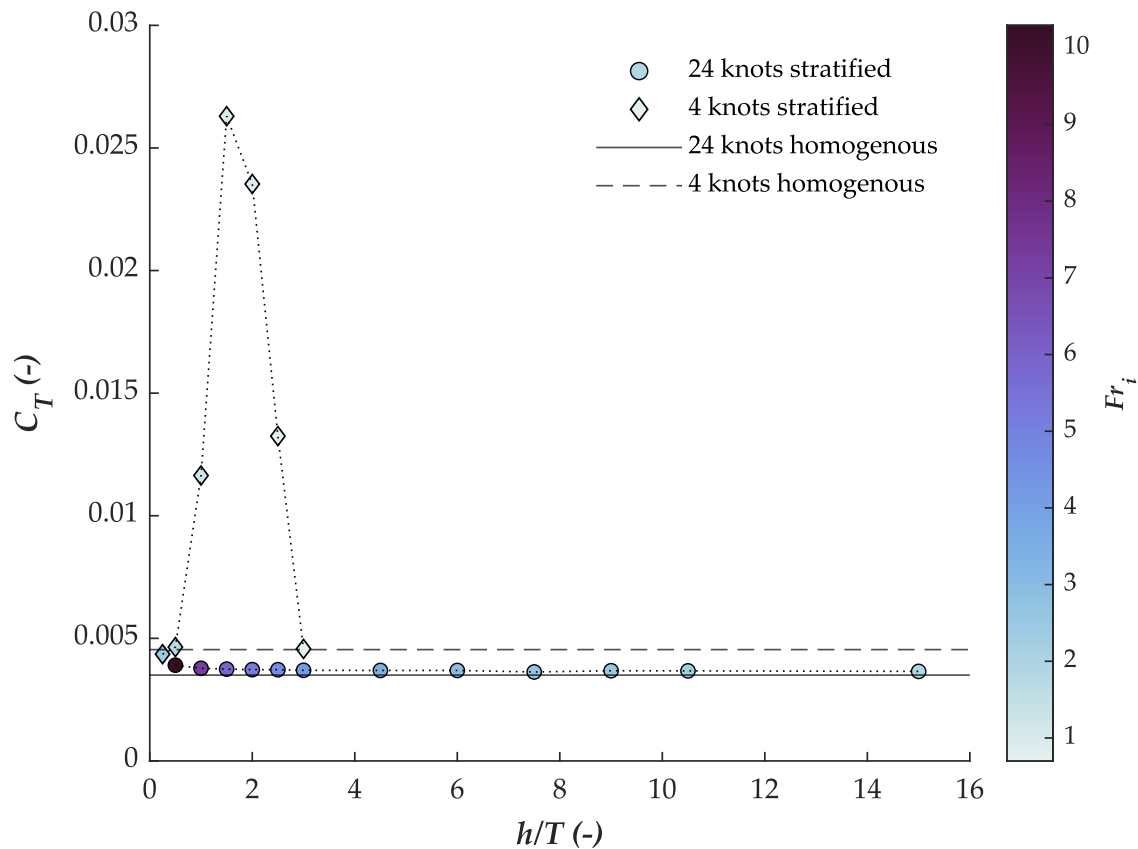 0.03
0.025
0.02
0.015
0.01
0.005
0
C_T (-)
0 2 4 6 8 10 12 14 16
h/T (-)
24 knots stratified
4 knots stratified
24 knots homogenous
4 knots homogenous
10
9
8
7
6
5
4
3
2
1
Fr_i